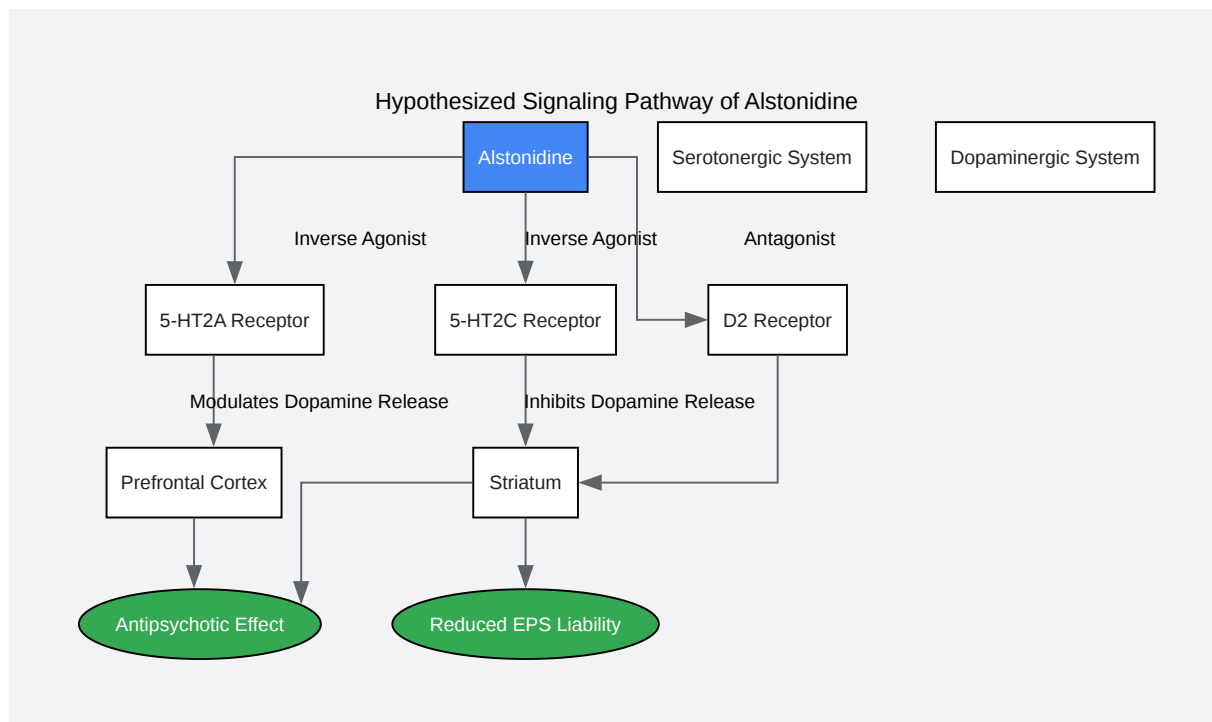 Hypothesized Signaling Pathway of Alstonidine
Alstonidine
Serotonergic System
Dopaminergic System
Inverse Agonist
Inverse Agonist
Antagonist
5-HT2A Receptor
5-HT2C Receptor
D2 Receptor
Modulates Dopamine Release
Inhibits Dopamine Release
Prefrontal Cortex
Striatum
Antipsychotic Effect
Reduced EPS Liability